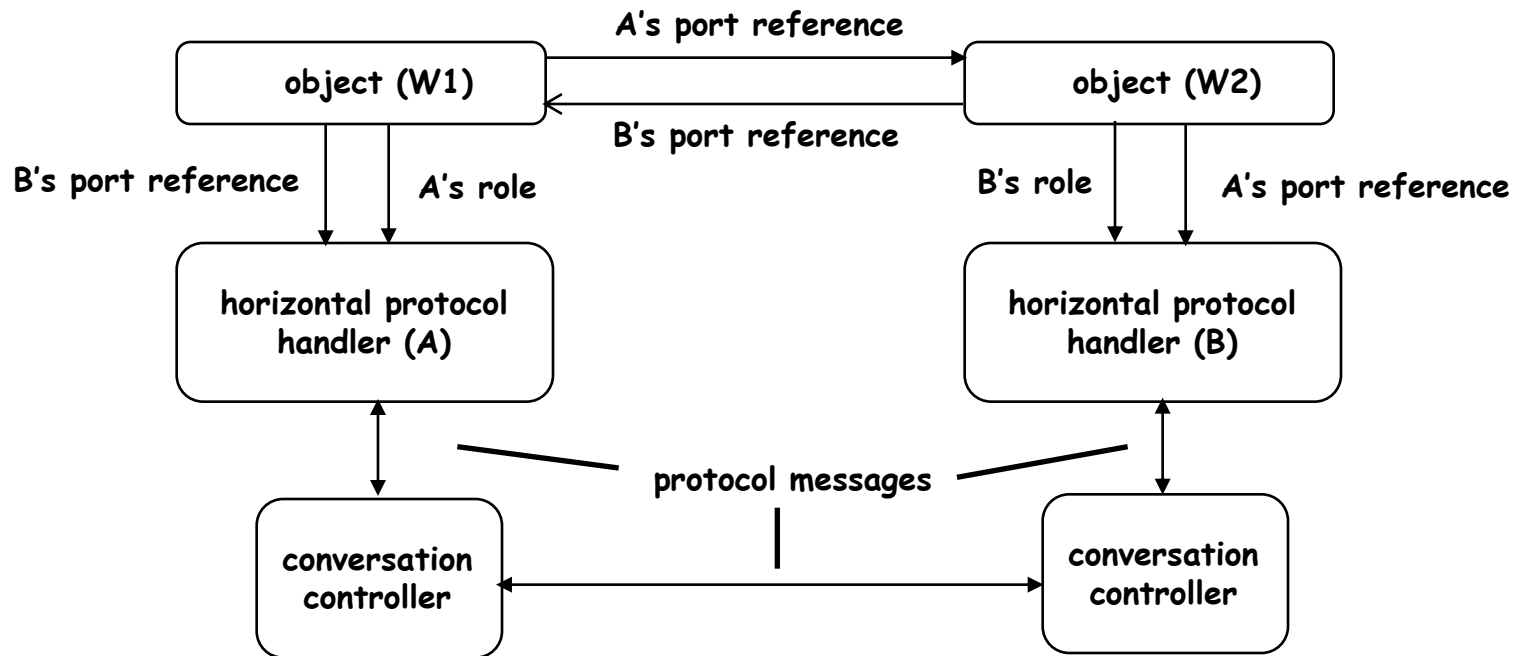 A's port reference
object (W1)
object (W2)
B's port reference
B's port reference
A's role
B's role
A's port reference
horizontal protocol
handler (A)
horizontal protocol
handler (B)
protocol messages
conversation
controller
conversation
controller